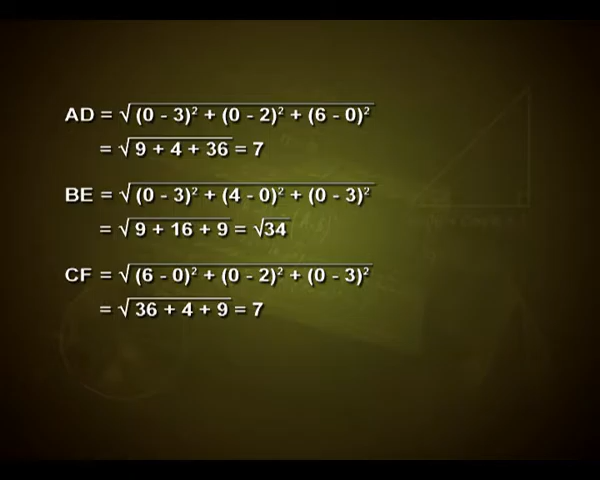 AD = √(0 - 3)² + (0 - 2)² + (6 - 0)²
= √9 + 4 + 36 = 7
BE = √(0 - 3)² + (4 - 0)² + (0 - 3)²
= √9 + 16 + 9 = √34
CF = √(6 - 0)² + (0 - 2)² + (0 - 3)²
= √36 + 4 + 9 = 7